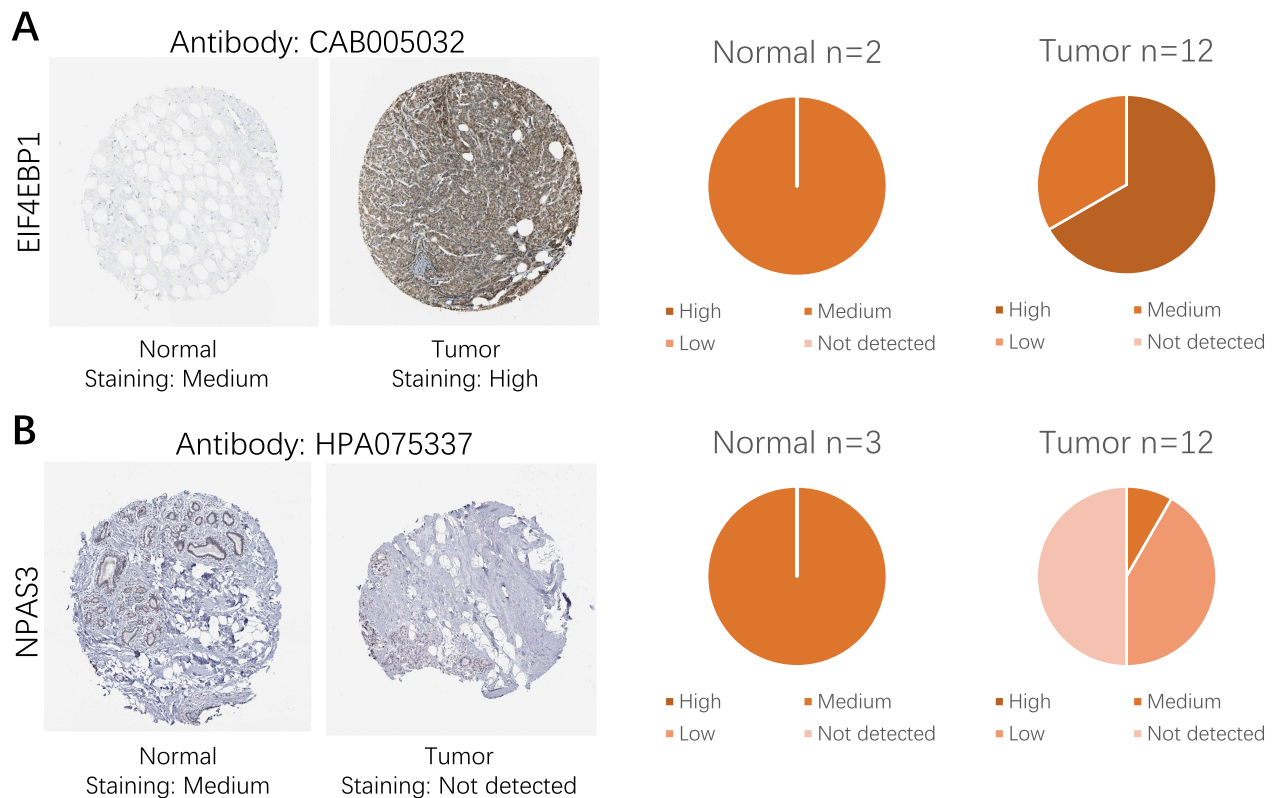 A
Antibody: CAB005032
EIF4EBP1
Normal
Staining: Medium
Tumor
Staining: High
Normal n=2
High
Medium
Low
Not detected
Tumor n=12
High
Medium
Low
Not detected
B
Antibody: HPA075337
NPAS3
Normal
Staining: Medium
Tumor
Staining: Not detected
Normal n=3
High
Medium
Low
Not detected
Tumor n=12
High
Medium
Low
Not detected